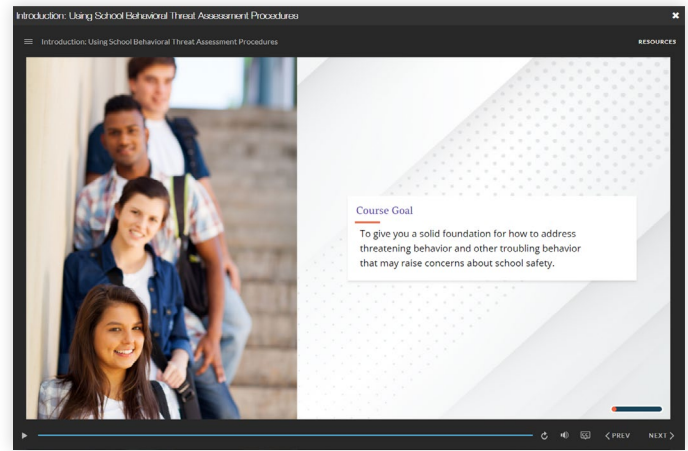 Introduction: Using School Behavioral Threat Assessment Procedures
Introduction: Using School Behavioral Threat Assessment Procedures
RESOURCES
Course Goal
To give you a solid foundation for how to address
threatening behavior and other troubling behavior
that may raise concerns about school safety.
CC
PREV
NEXT